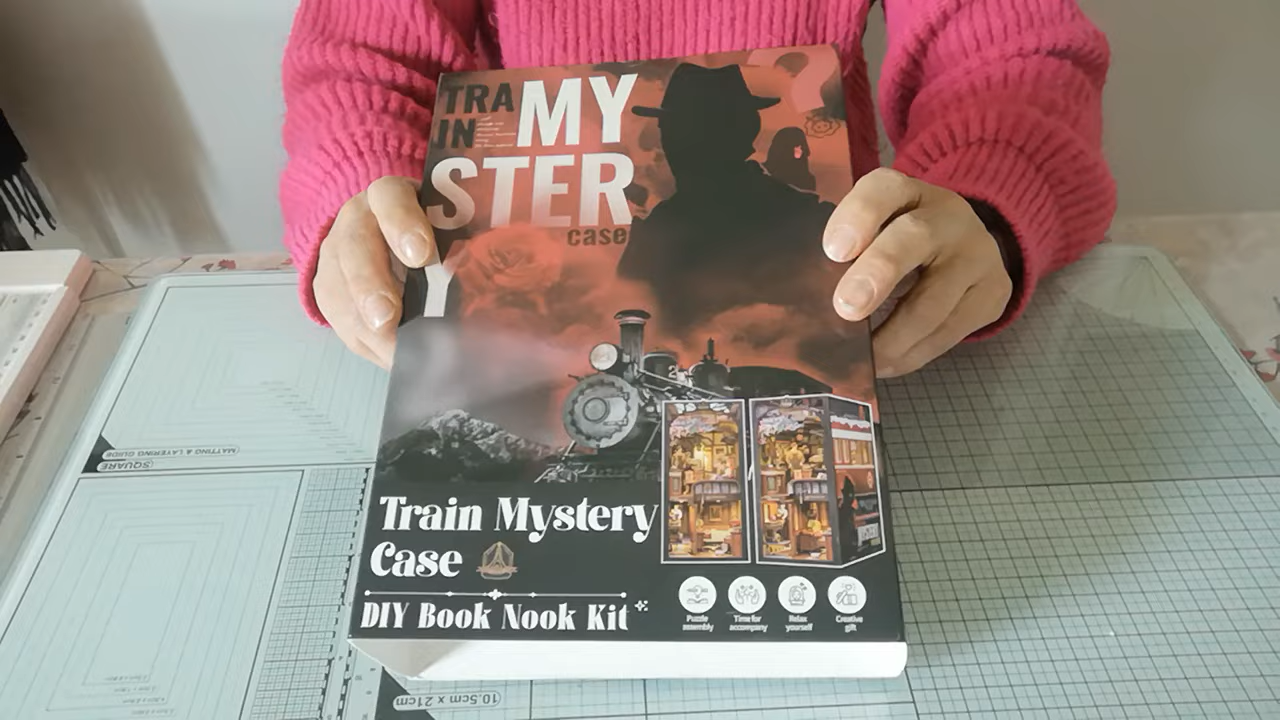 TRA
IN
MY
STER
case
Y
Train Mystery
Case
DIY Book Nook Kit
Puzzle
assembly
Time for
accompany
Relax
yourself
Creative
gift
MATTING & LAYERING GUIDE
SQUARE
10.5cm x 21cm